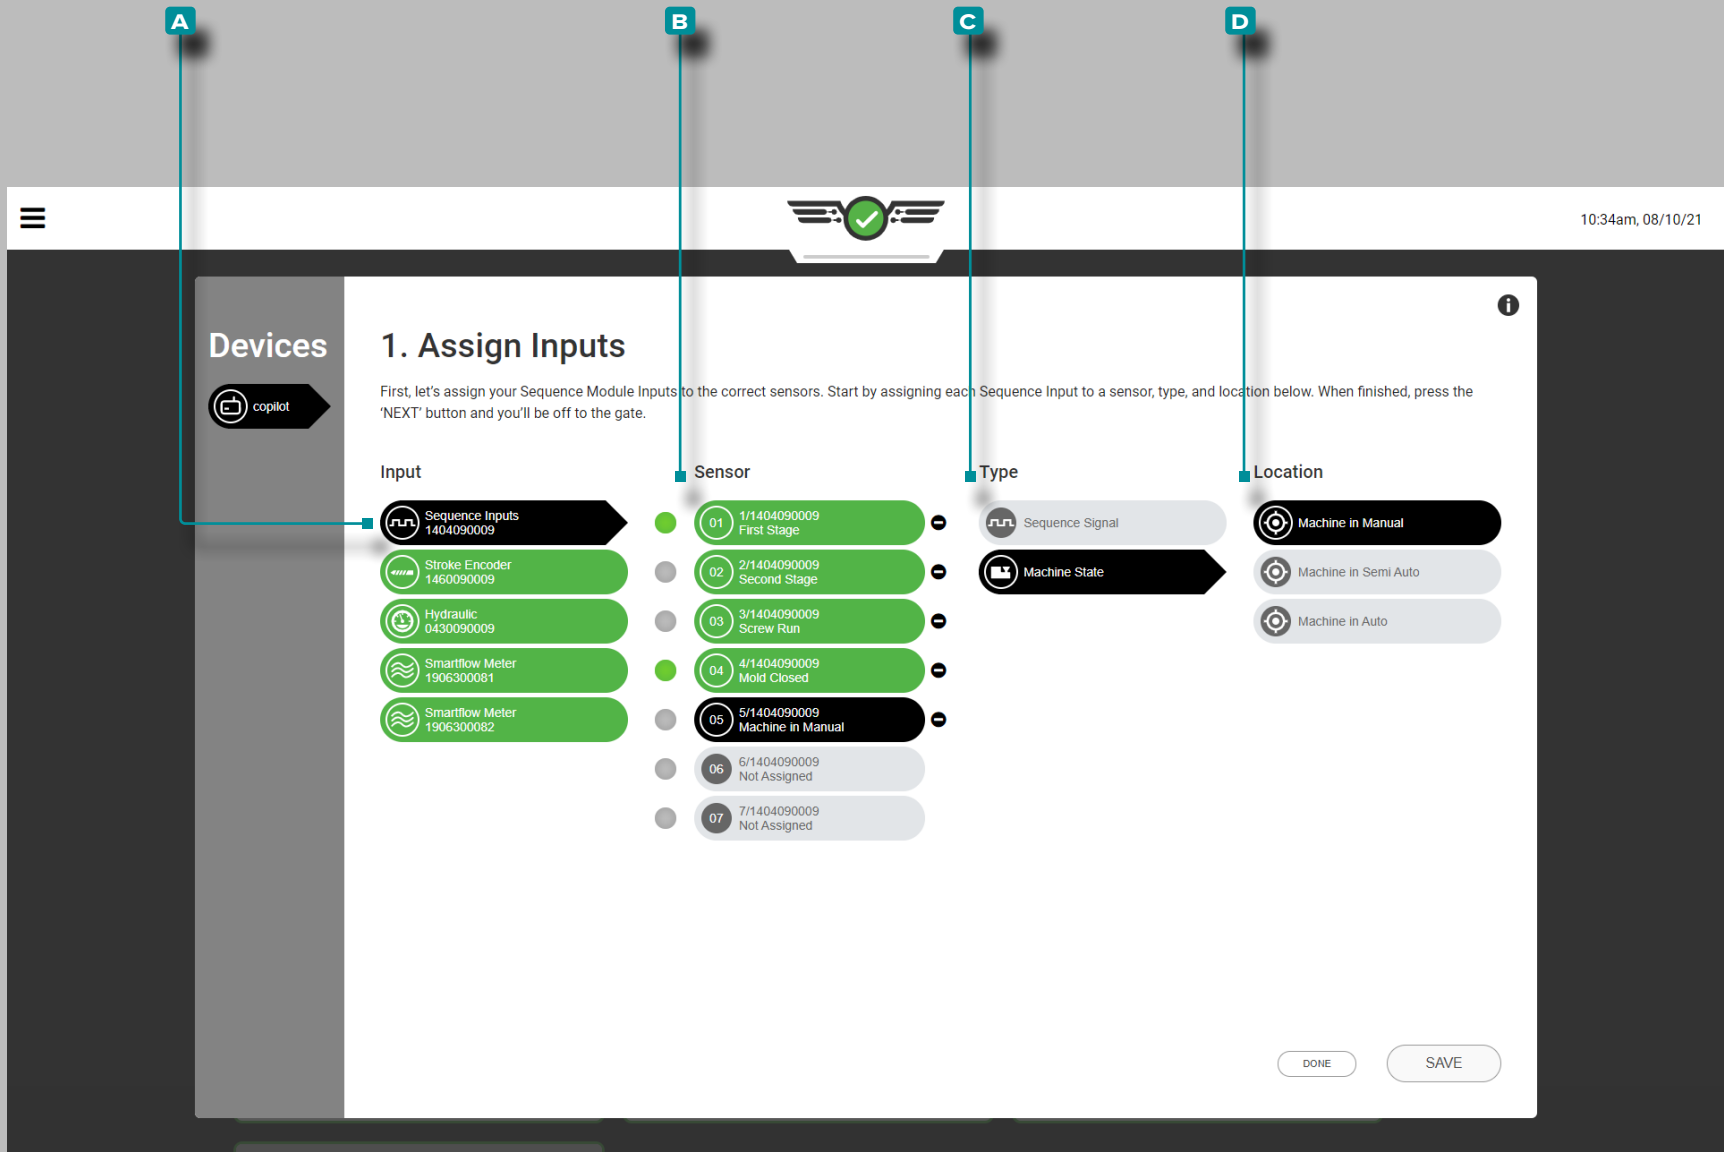 A
B
C
D
10:34am, 08/10/21
Devices
copilot
1. Assign Inputs
First, let's assign your Sequence Module Inputs to the correct sensors. Start by assigning each Sequence Input to a sensor, type, and location below. When finished, press the
‘NEXT’ button and you’ll be off to the gate.
Input
Sequence Inputs
1404090009
Stroke Encoder
1460090009
Hydraulic
0430090009
Smartflow Meter
1906300081
Smartflow Meter
1906300082
Sensor
01
1/1404090009
First Stage
02
2/1404090009
Second Stage
03
3/1404090009
Screw Run
04
4/1404090009
Mold Closed
05
5/1404090009
Machine in Manual
06
6/1404090009
Not Assigned
07
7/1404090009
Not Assigned
Type
Sequence Signal
Machine State
Location
Machine in Manual
Machine in Semi Auto
Machine in Auto
DONE
SAVE